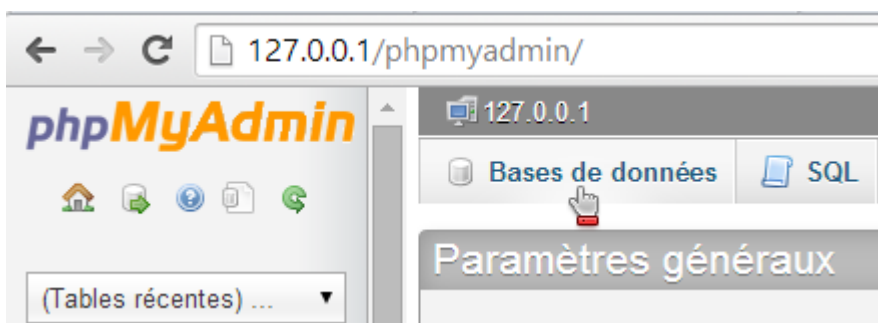 127.0.0.1/phpmyadmin/
phpMyAdmin
127.0.0.1
Bases de données
SQL
Paramètres généraux
(Tables récentes) ...